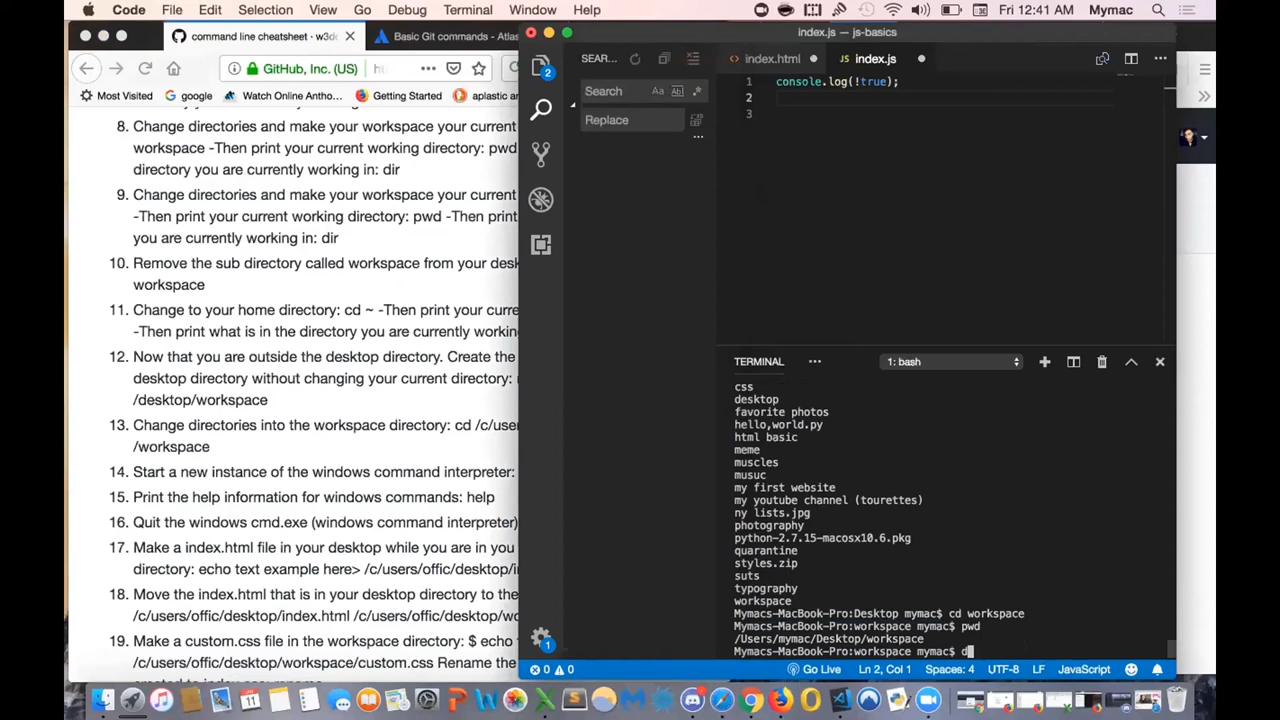 Code File Edit Selection View Go Debug Terminal Window Help Fri 12:41 AM Mymac
command line cheatsheet · w3de
Basic Git commands - Atlas
GitHub, Inc. (US)
Most Visited google Watch Online Antho... Getting Started aplastic
8. Change directories and make your workspace your current
workspace -Then print your current working directory: pwd
directory you are currently working in: dir
9. Change directories and make your workspace your current
-Then print your current working directory: pwd -Then print
you are currently working in: dir
10. Remove the sub directory called workspace from your desk
workspace
11. Change to your home directory: cd ~ -Then print your curre
-Then print what is in the directory you are currently working
12. Now that you are outside the desktop directory. Create the
desktop directory without changing your current directory:
/desktop/workspace
13. Change directories into the workspace directory: cd /c/use
/workspace
14. Start a new instance of the windows command interpreter:
15. Print the help information for windows commands: help
16. Quit the windows cmd.exe (windows command interpreter)
17. Make a index.html file in your desktop while you are in you
directory: echo text example here> /c/users/offic/desktop/i
18. Move the index.html that is in your desktop directory to the
/c/users/offic/desktop/index.html /c/users/offic/desktop/wo
19. Make a custom.css file in the workspace directory: $ echo
/c/users/offic/desktop/workspace/custom.css Rename the
index.js — js-basics
2
SEAR...
Search Aa Abl
Replace
1
index.html
index.js
1 console.log(!true);
2
3
TERMINAL
1: bash
css
desktop
favorite photos
hello,world.py
html basic
meme
muscles
musuc
my first website
my youtube channel (tourettes)
ny lists.jpg
photography
python-2.7.15-macosx10.6.pkg
quarantine
styles.zip
suts
typography
workspace
Mymacs-MacBook-Pro:Desktop mymac$ cd workspace
Mymacs-MacBook-Pro:workspace mymac$ pwd
/Users/mymac/Desktop/workspace
Mymacs-MacBook-Pro:workspace mymac$ d
0 0 Go Live Ln 2, Col 1 Spaces: 4 UTF-8 LF JavaScript